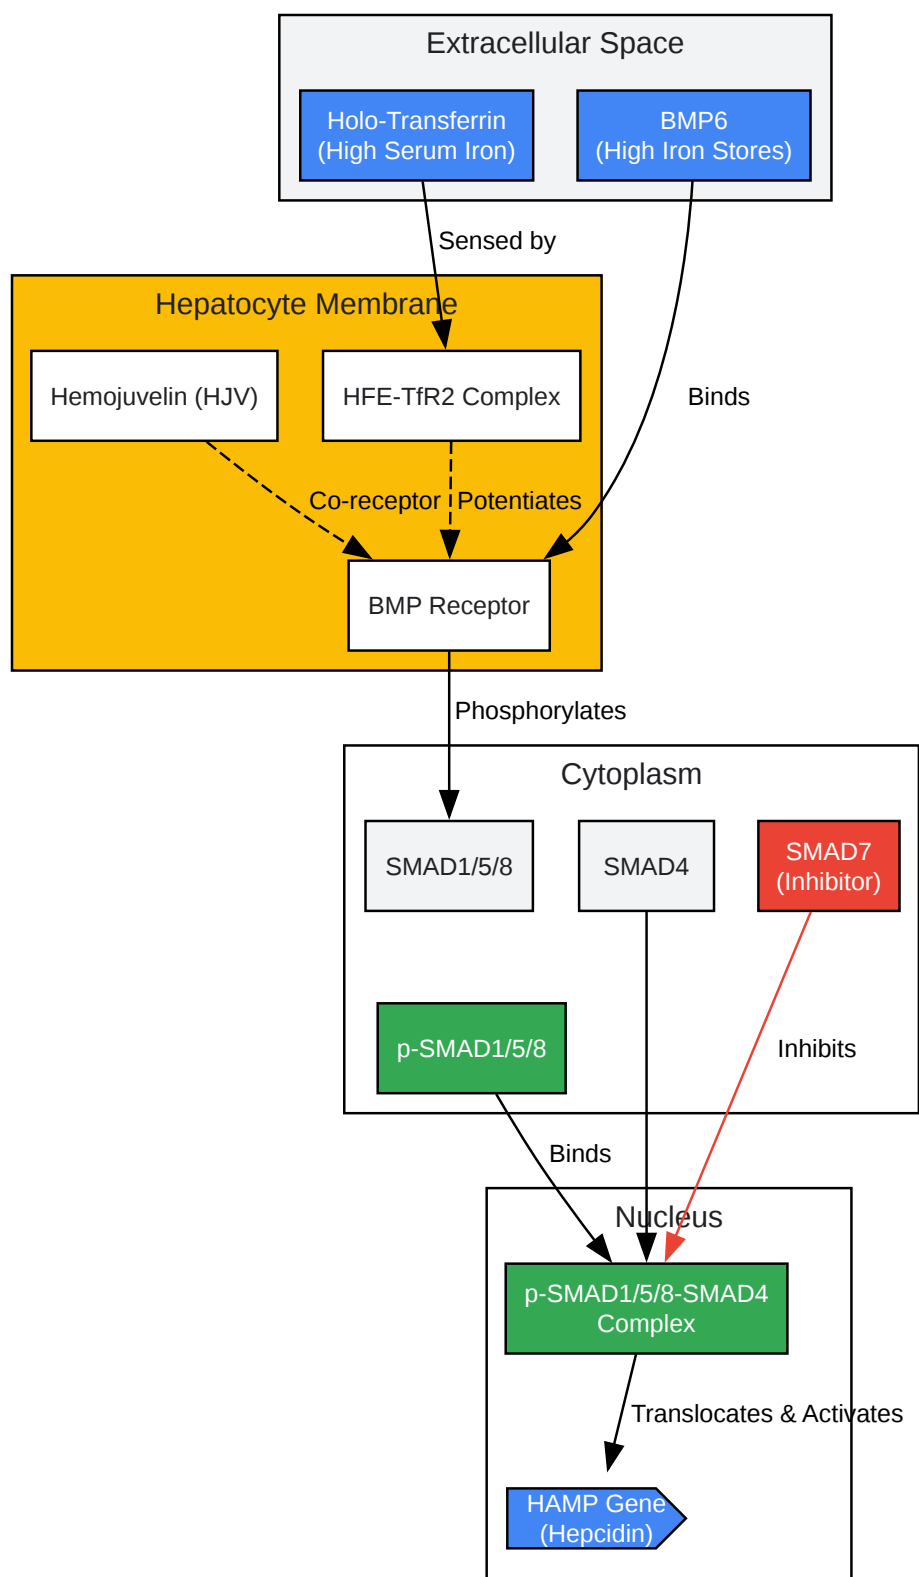 Extracellular Space
Holo-Transferrin
(High Serum Iron)
BMP6
(High Iron Stores)
Sensed by
Hepatocyte Membrane
Hemojuvelin (HJV)
HFE-TfR2 Complex
Binds
Co-receptor
Potentiates
BMP Receptor
Phosphorylates
Cytoplasm
SMAD1/5/8
SMAD4
SMAD7
(Inhibitor)
p-SMAD1/5/8
Inhibits
Binds
Nucleus
p-SMAD1/5/8-SMAD4
Complex
Translocates & Activates
HAMP Gene
(Hepcidin)